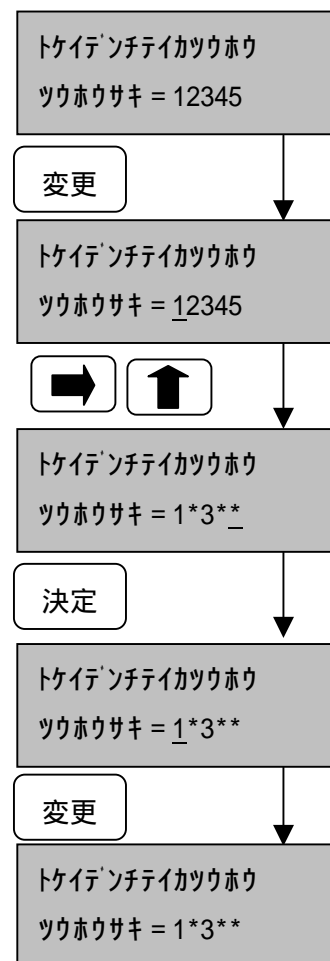 ﾄｹｲﾃﾞﾝﾁﾃｲｶﾂｳﾎｳ
ﾂｳﾎｳｻｷ = 12345
変更
ﾄｹｲﾃﾞﾝﾁﾃｲｶﾂｳﾎｳ
ﾂｳﾎｳｻｷ = 12345
ﾄｹｲﾃﾞﾝﾁﾃｲｶﾂｳﾎｳ
ﾂｳﾎｳｻｷ = 1*3**
決定
ﾄｹｲﾃﾞﾝﾁﾃｲｶﾂｳﾎｳ
ﾂｳﾎｳｻｷ = 1*3**
変更
ﾄｹｲﾃﾞﾝﾁﾃｲｶﾂｳﾎｳ
ﾂｳﾎｳｻｷ = 1*3**